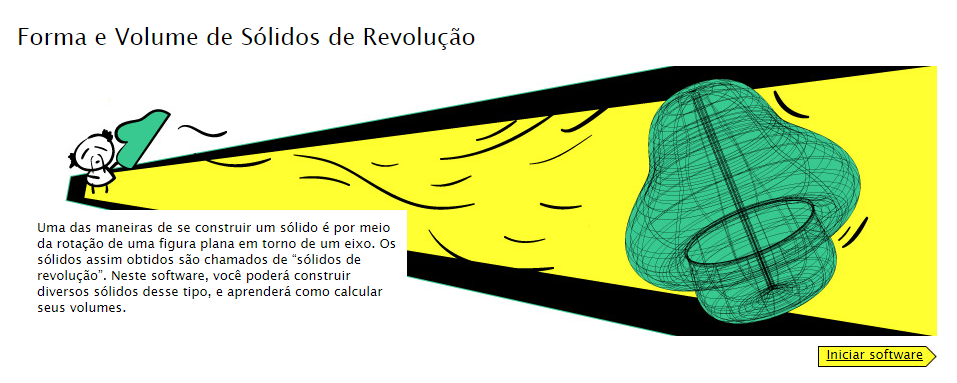 Forma e Volume de Sólidos de Revolução
Uma das maneiras de se construir um sólido é por meio
da rotação de uma figura plana em torno de um eixo. Os
sólidos assim obtidos são chamados de “sólidos de
revolução”. Neste software, você poderá construir
diversos sólidos desse tipo, e aprenderá como calcular
seus volumes.
Iniciar software